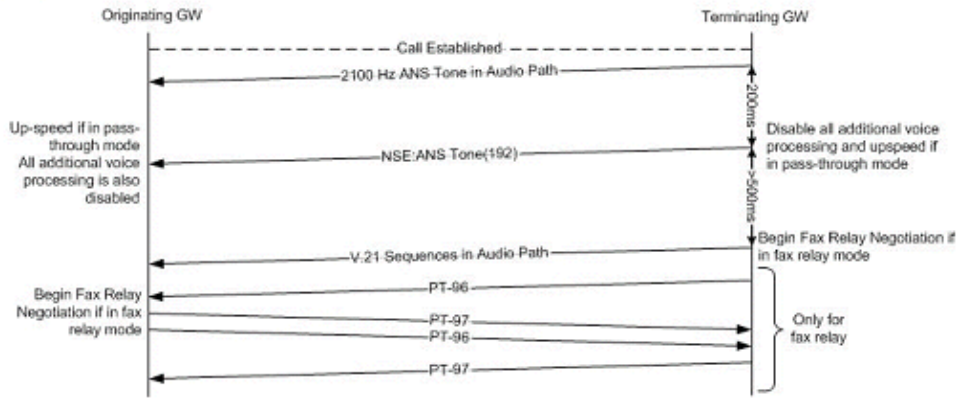 Originating GW
Terminating GW
Call Established
2100 Hz ANS Tone in Audio Path
200ms
Up-speed if in pass-
through mode
All additional voice
processing is also
disabled
NSE:ANS Tone(192)
Disable all additional voice
processing and upspeed if
in pass-through mode
>500ms
V.21 Sequences in Audio Path
Begin Fax Relay Negotiation if
in fax relay mode
PT-96
Begin Fax Relay
Negotiation if in fax
relay mode
PT-97
PT-96
Only for
fax relay
PT-97